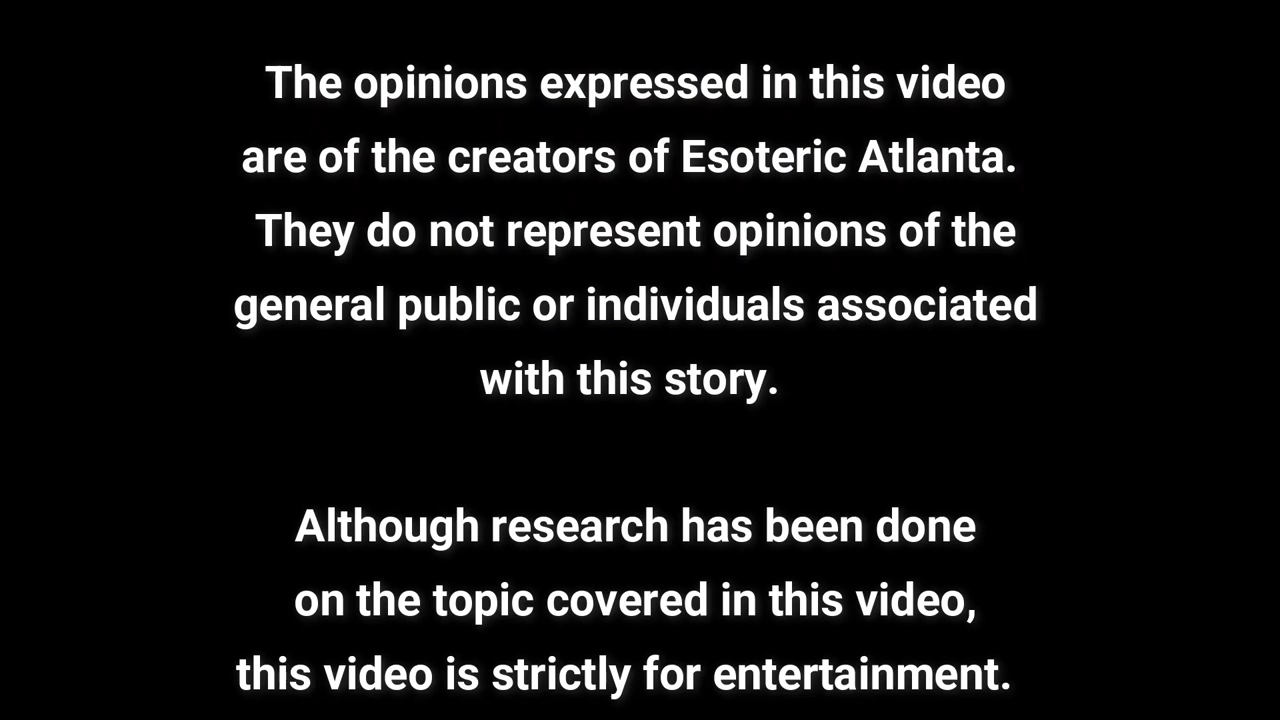 The opinions expressed in this video
are of the creators of Esoteric Atlanta.
They do not represent opinions of the
general public or individuals associated
with this story.
Although research has been done
on the topic covered in this video,
this video is strictly for entertainment.